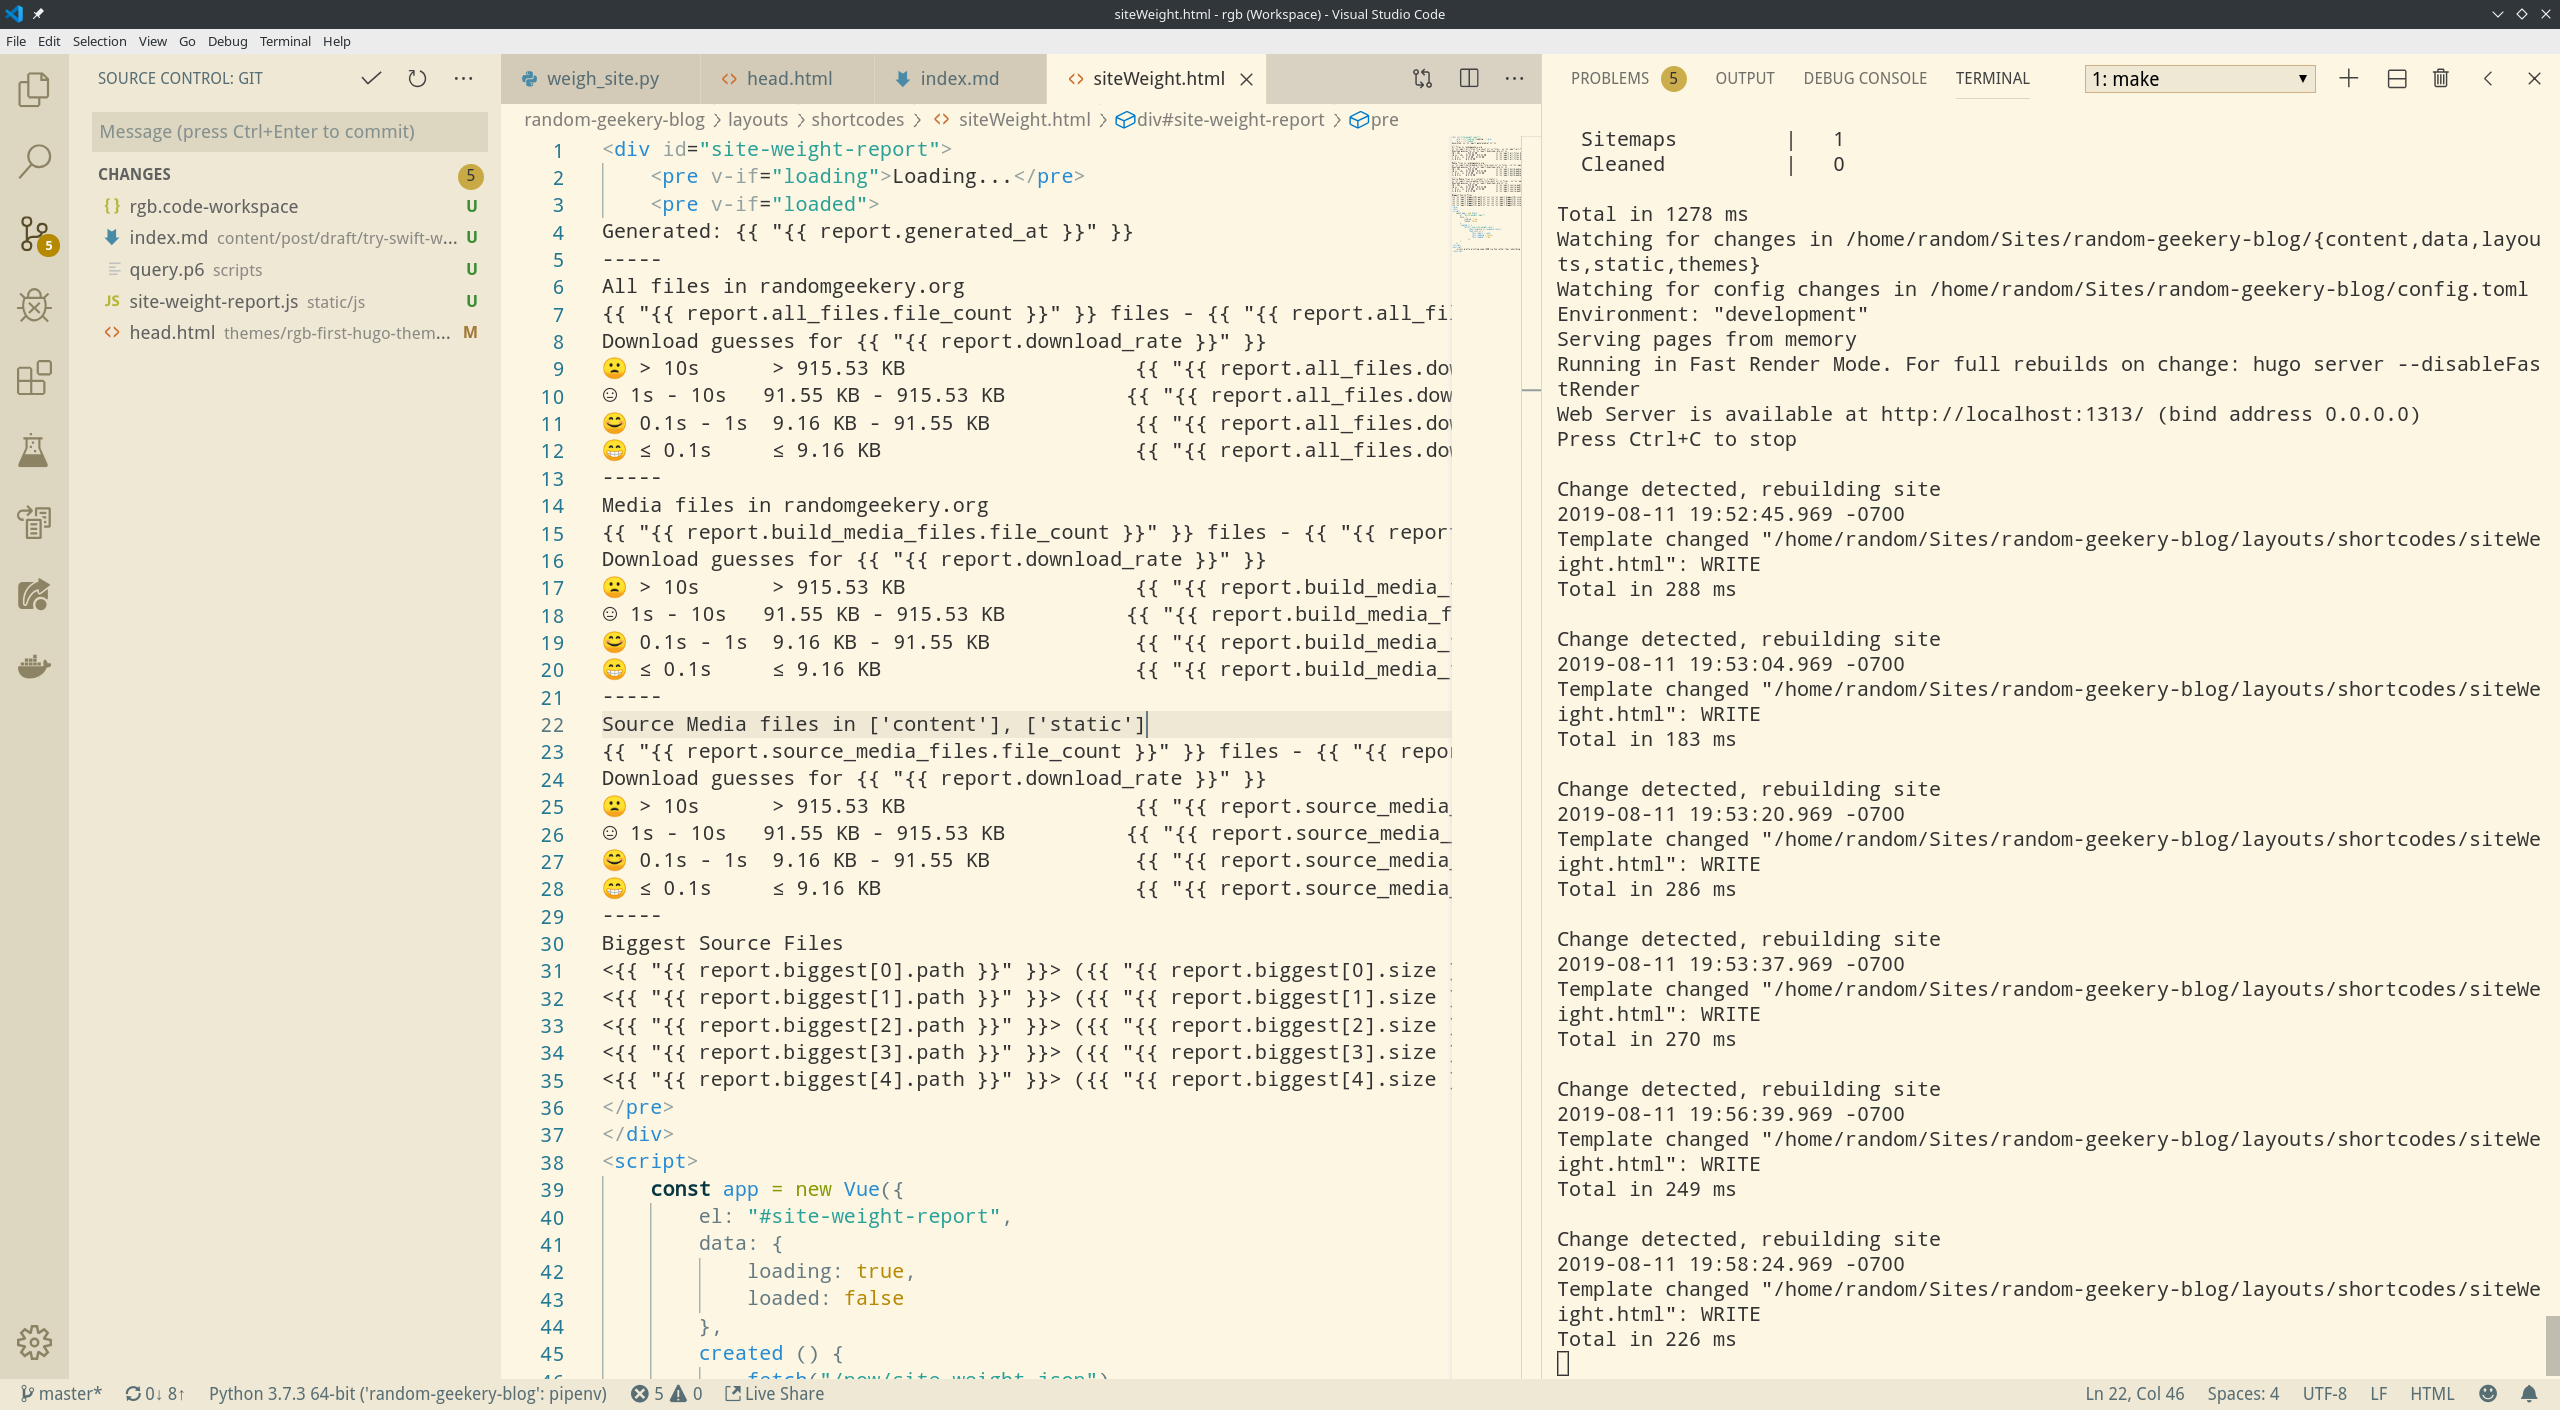 siteWeight.html - rgb (Workspace) - Visual Studio Code
File Edit Selection View Go Debug Terminal Help
SOURCE CONTROL: GIT
Message (press Ctrl+Enter to commit)
CHANGES 5
{} rgb.code-workspace U
index.md content/post/draft/try-swift-w... U
query.p6 scripts U
JS site-weight-report.js static/js U
<> head.html themes/rgb-first-hugo-them... M
5
weigh_site.py <> head.html index.md <> siteWeight.html
random-geekery-blog > layouts > shortcodes > <> siteWeight.html > div#site-weight-report > pre
1 <div id="site-weight-report">
2 <pre v-if="loading">Loading...</pre>
3 <pre v-if="loaded">
4 Generated: {{ "{{ report.generated_at }}" }}
5 -----
6 All files in randomgeekery.org
7 {{ "{{ report.all_files.file_count }}" }} files - {{ "{{ report.all_fi
8 Download guesses for {{ "{{ report.download_rate }}" }}
9 🙁 > 10s > 915.53 KB {{ "{{ report.all_files.dow
10 😐 1s - 10s 91.55 KB - 915.53 KB {{ "{{ report.all_files.dow
11 😊 0.1s - 1s 9.16 KB - 91.55 KB {{ "{{ report.all_files.dow
12 😁 ≤ 0.1s ≤ 9.16 KB {{ "{{ report.all_files.dow
13 -----
14 Media files in randomgeekery.org
15 {{ "{{ report.build_media_files.file_count }}" }} files - {{ "{{ repor
16 Download guesses for {{ "{{ report.download_rate }}" }}
17 🙁 > 10s > 915.53 KB {{ "{{ report.build_media_
18 😐 1s - 10s 91.55 KB - 915.53 KB {{ "{{ report.build_media_f
19 😊 0.1s - 1s 9.16 KB - 91.55 KB {{ "{{ report.build_media_
20 😁 ≤ 0.1s ≤ 9.16 KB {{ "{{ report.build_media_
21 -----
22 Source Media files in ['content'], ['static']
23 {{ "{{ report.source_media_files.file_count }}" }} files - {{ "{{ repor
24 Download guesses for {{ "{{ report.download_rate }}" }}
25 🙁 > 10s > 915.53 KB {{ "{{ report.source_media_
26 😐 1s - 10s 91.55 KB - 915.53 KB {{ "{{ report.source_media_
27 😊 0.1s - 1s 9.16 KB - 91.55 KB {{ "{{ report.source_media_
28 😁 ≤ 0.1s ≤ 9.16 KB {{ "{{ report.source_media_
29 -----
30 Biggest Source Files
31 <{{ "{{ report.biggest[0].path }}" }}> ({{ "{{ report.biggest[0].size }
32 <{{ "{{ report.biggest[1].path }}" }}> ({{ "{{ report.biggest[1].size }
33 <{{ "{{ report.biggest[2].path }}" }}> ({{ "{{ report.biggest[2].size }
34 <{{ "{{ report.biggest[3].path }}" }}> ({{ "{{ report.biggest[3].size }
35 <{{ "{{ report.biggest[4].path }}" }}> ({{ "{{ report.biggest[4].size }
36 </pre>
37 </div>
38 <script>
39 const app = new Vue({
40 el: "#site-weight-report",
41 data: {
42 loading: true,
43 loaded: false
44 },
45 created () {
46 fetch("/now/site-weight.json")
PROBLEMS 5 OUTPUT DEBUG CONSOLE TERMINAL 1: make
Sitemaps | 1
Cleaned | 0
Total in 1278 ms
Watching for changes in /home/random/Sites/random-geekery-blog/{content,data,layou
ts,static,themes}
Watching for config changes in /home/random/Sites/random-geekery-blog/config.toml
Environment: "development"
Serving pages from memory
Running in Fast Render Mode. For full rebuilds on change: hugo server --disableFas
tRender
Web Server is available at http://localhost:1313/ (bind address 0.0.0.0)
Press Ctrl+C to stop
Change detected, rebuilding site
2019-08-11 19:52:45.969 -0700
Template changed "/home/random/Sites/random-geekery-blog/layouts/shortcodes/siteWe
ight.html": WRITE
Total in 288 ms
Change detected, rebuilding site
2019-08-11 19:53:04.969 -0700
Template changed "/home/random/Sites/random-geekery-blog/layouts/shortcodes/siteWe
ight.html": WRITE
Total in 183 ms
Change detected, rebuilding site
2019-08-11 19:53:20.969 -0700
Template changed "/home/random/Sites/random-geekery-blog/layouts/shortcodes/siteWe
ight.html": WRITE
Total in 286 ms
Change detected, rebuilding site
2019-08-11 19:53:37.969 -0700
Template changed "/home/random/Sites/random-geekery-blog/layouts/shortcodes/siteWe
ight.html": WRITE
Total in 270 ms
Change detected, rebuilding site
2019-08-11 19:56:39.969 -0700
Template changed "/home/random/Sites/random-geekery-blog/layouts/shortcodes/siteWe
ight.html": WRITE
Total in 249 ms
Change detected, rebuilding site
2019-08-11 19:58:24.969 -0700
Template changed "/home/random/Sites/random-geekery-blog/layouts/shortcodes/siteWe
ight.html": WRITE
Total in 226 ms
master* 0↓ 8↑ Python 3.7.3 64-bit ('random-geekery-blog': pipenv) 5 0 Live Share Ln 22, Col 46 Spaces: 4 UTF-8 LF HTML